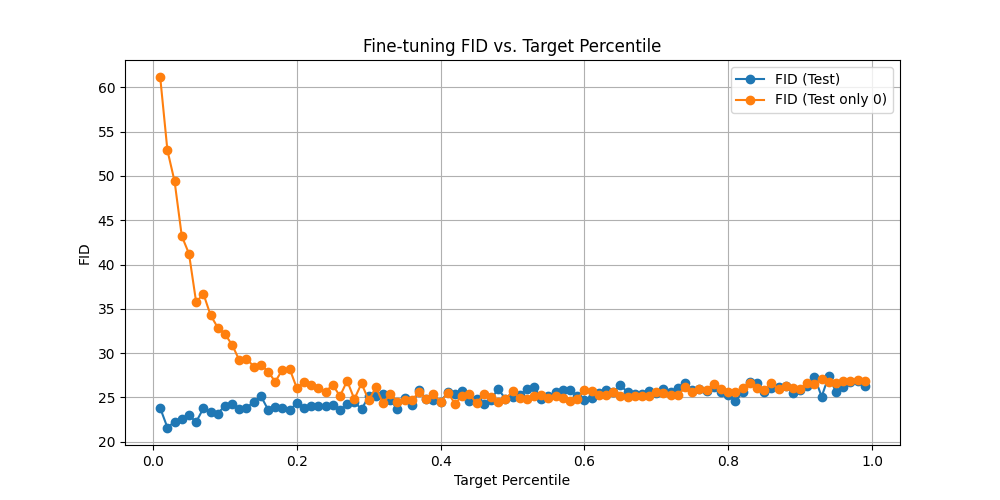 Fine-tuning FID vs. Target Percentile
FID (Test)
FID (Test only 0)
FID
60
55
50
45
40
35
30
25
20
0.0 0.2 0.4 0.6 0.8 1.0
Target Percentile